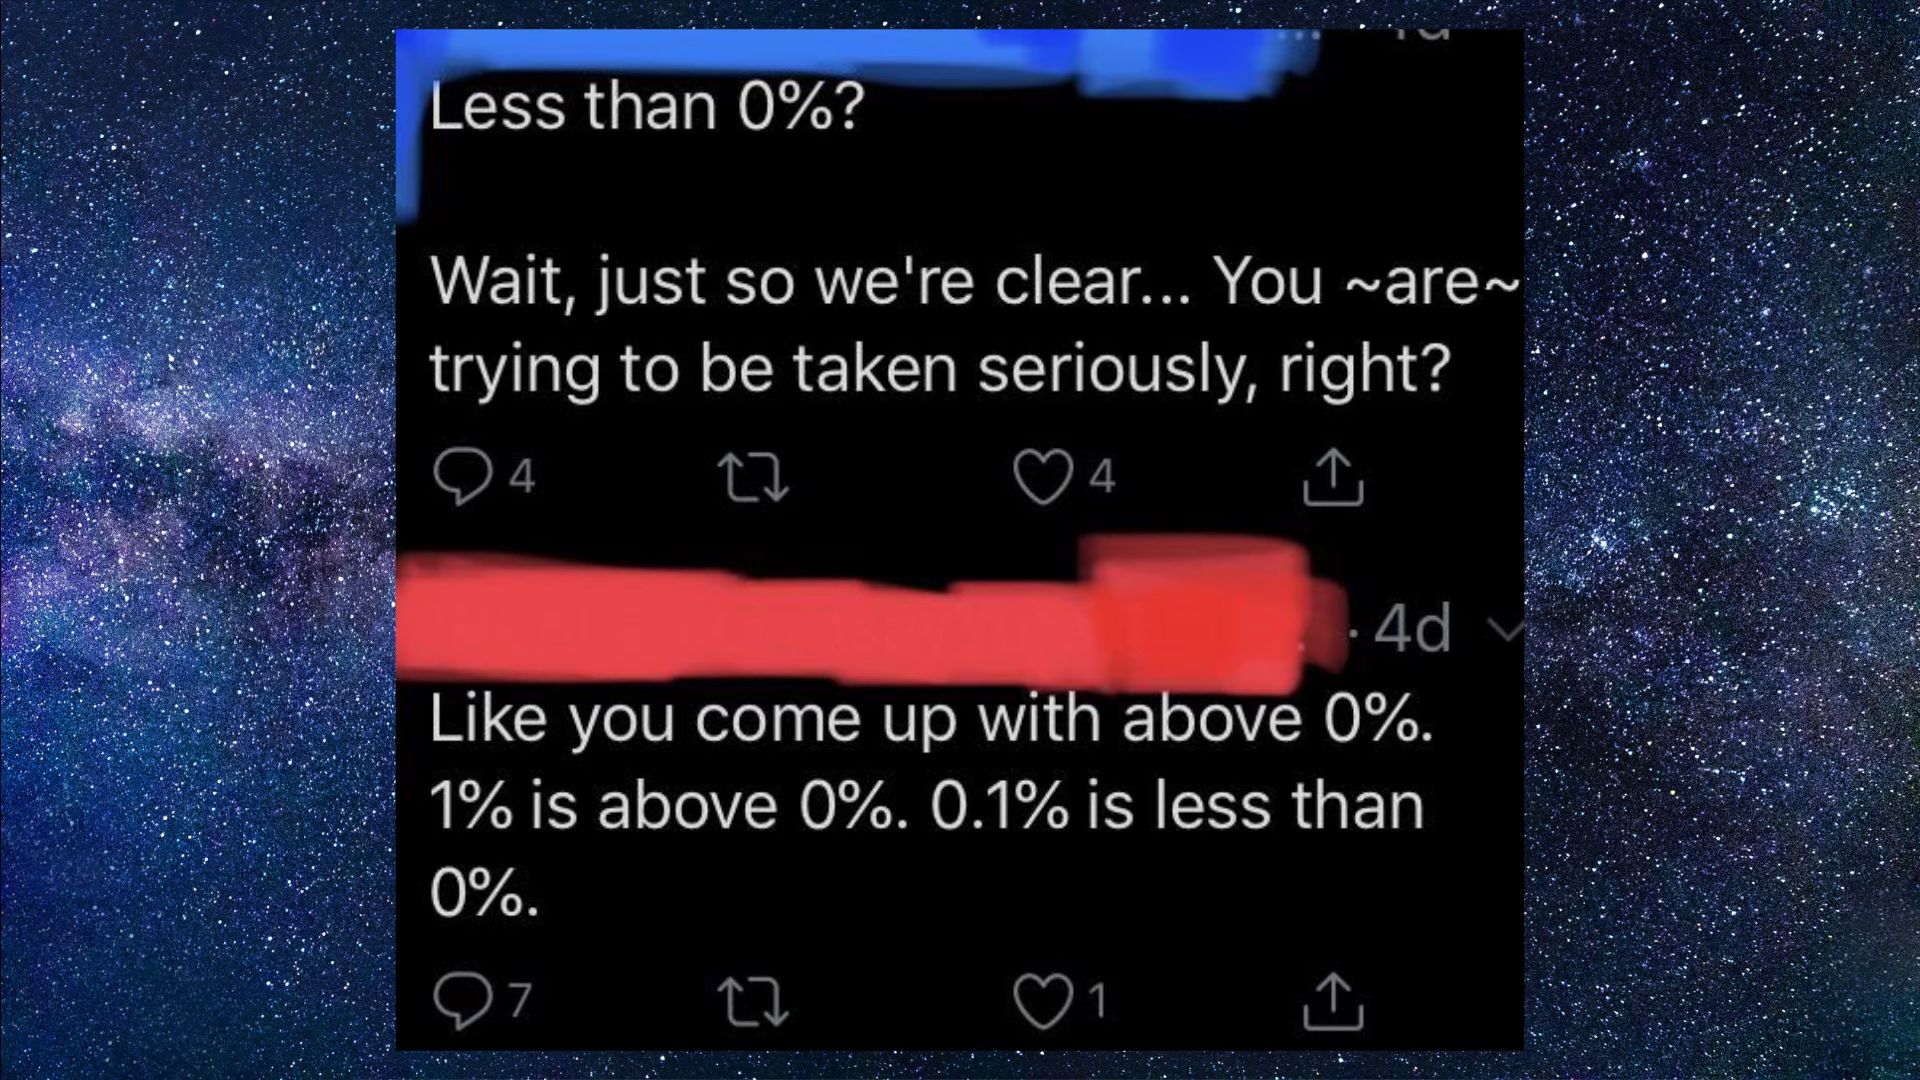 Less than 0%?
Wait, just so we're clear... You ~are~
trying to be taken seriously, right?
4
4
· 4d
Like you come up with above 0%.
1% is above 0%. 0.1% is less than
0%.
7
1